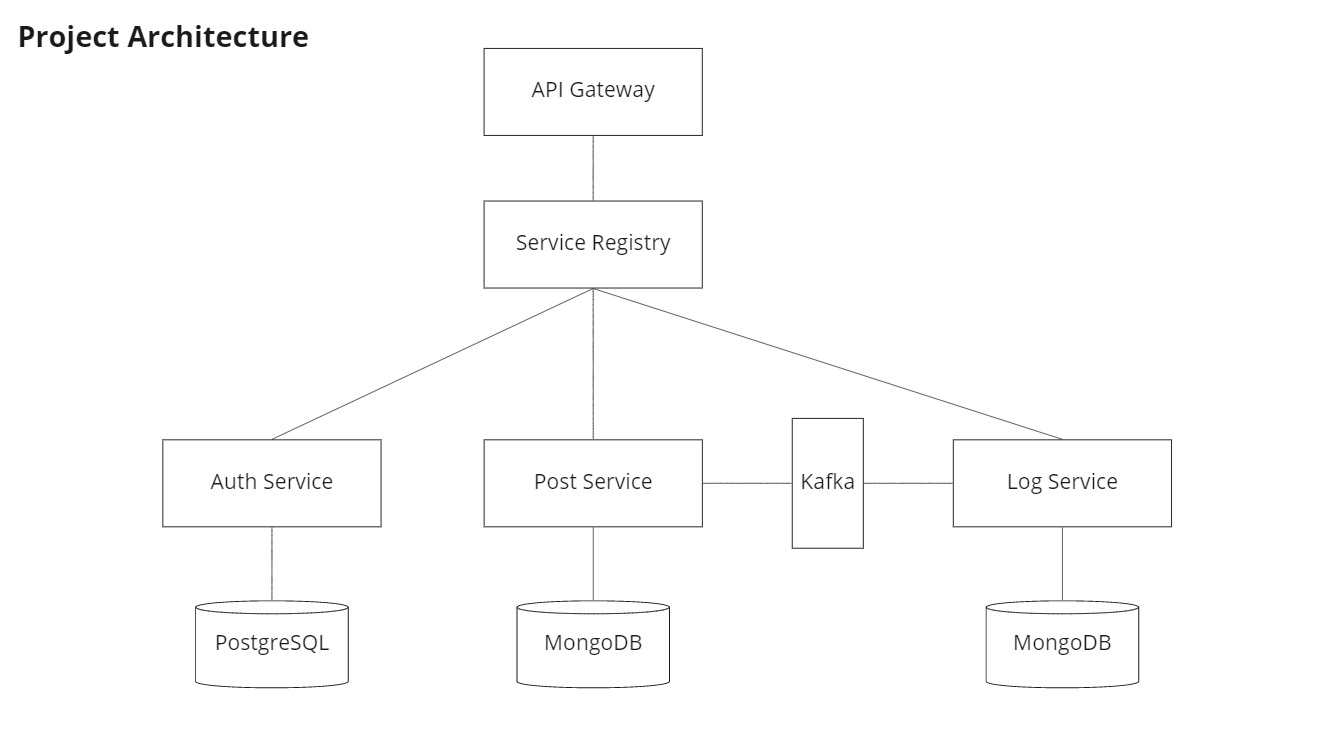 Project Architecture
API Gateway
Service Registry
Auth Service
Post Service
Kafka
Log Service
PostgreSQL
MongoDB
MongoDB